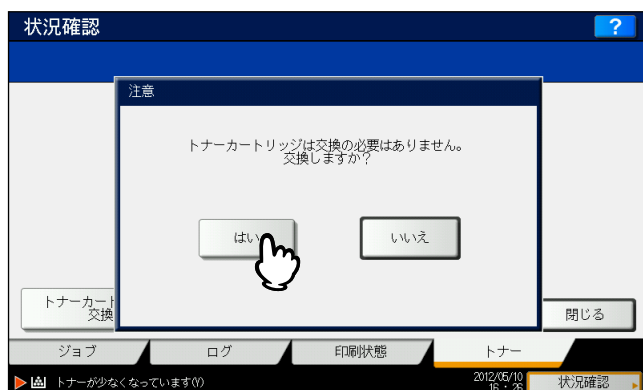 状況確認
?
注意
トナーカートリッジは交換の必要はありません。
交換しますか?
はい
いいえ
トナーカート
交換
閉じる
ジョブ
ログ
印刷状態
トナー
トナーが少なくなっています(Y)
2012/05/10
16:26
状況確認